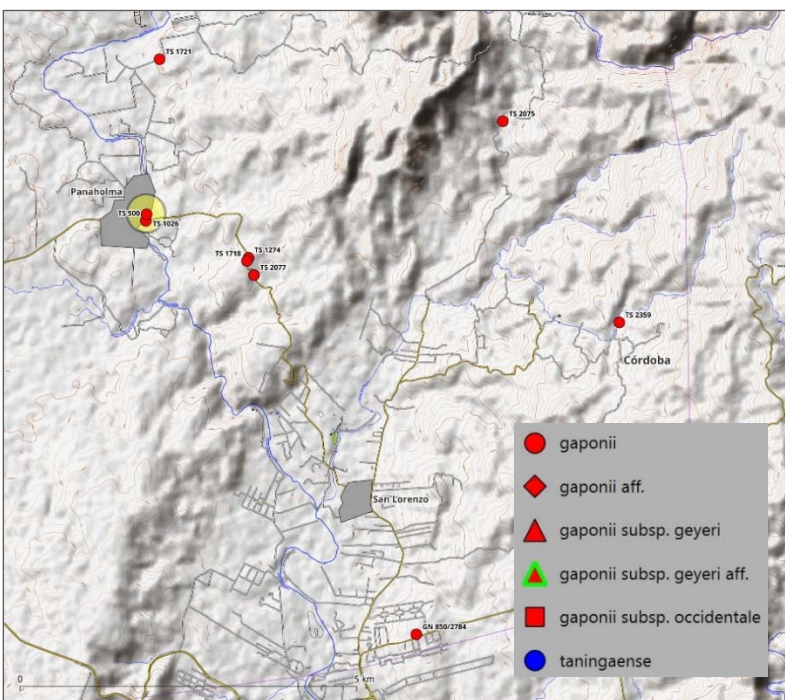 TS 1721
TS 2075
Panaholma
TS 500
TS 1026
TS 1274
TS 1718
TS 2077
TS 2359
Córdoba
San Lorenzo
GN 850/2784
0
5 km
gaponii
gaponii aff.
gaponii subsp. geyeri
gaponii subsp. geyeri aff.
gaponii subsp. occidentale
taningaense